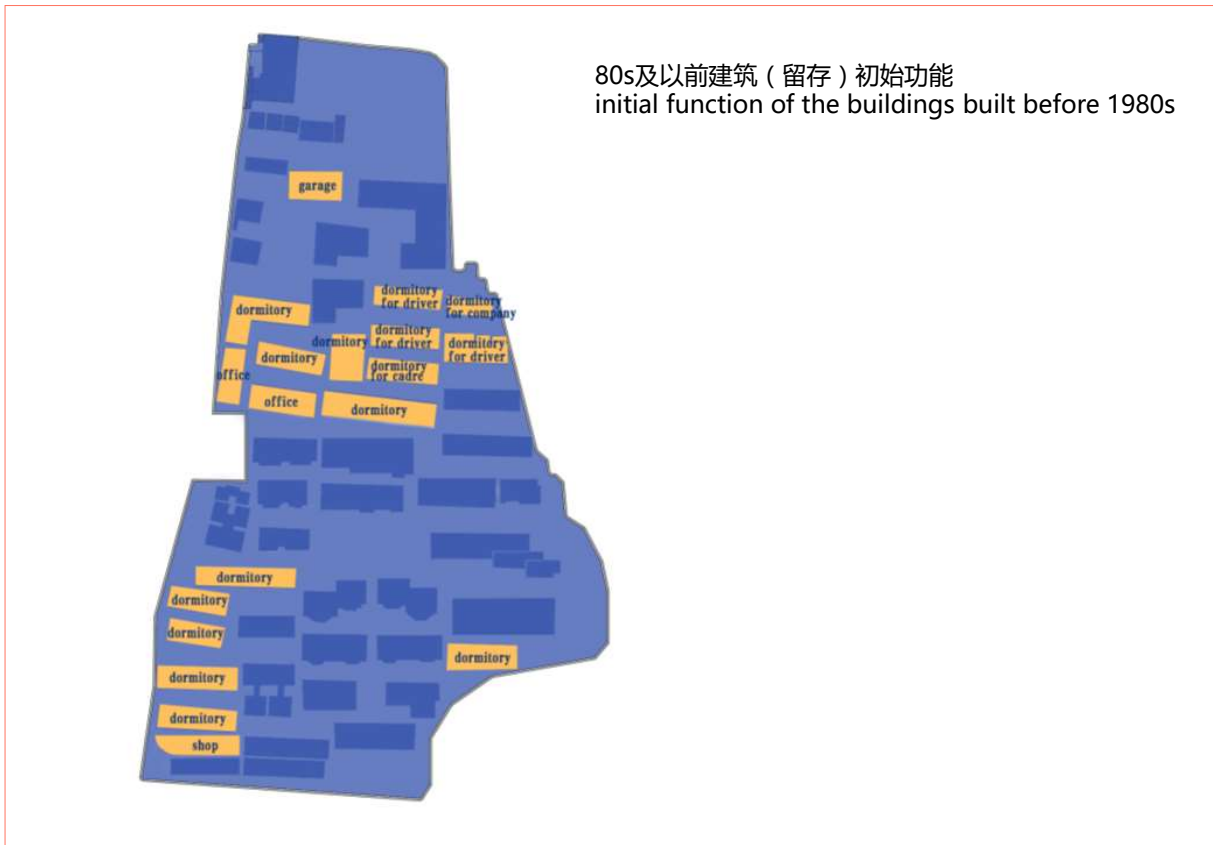 80s及以前建筑（留存）初始功能
initial function of the buildings built before 1980s
garage
dormitory
for driver
dormitory
for company
dormitory
dormitory
for driver
dormitory
dormitory
for driver
dormitory
dormitory
for cadre
office
office
dormitory
dormitory
dormitory
dormitory
dormitory
dormitory
dormitory
shop